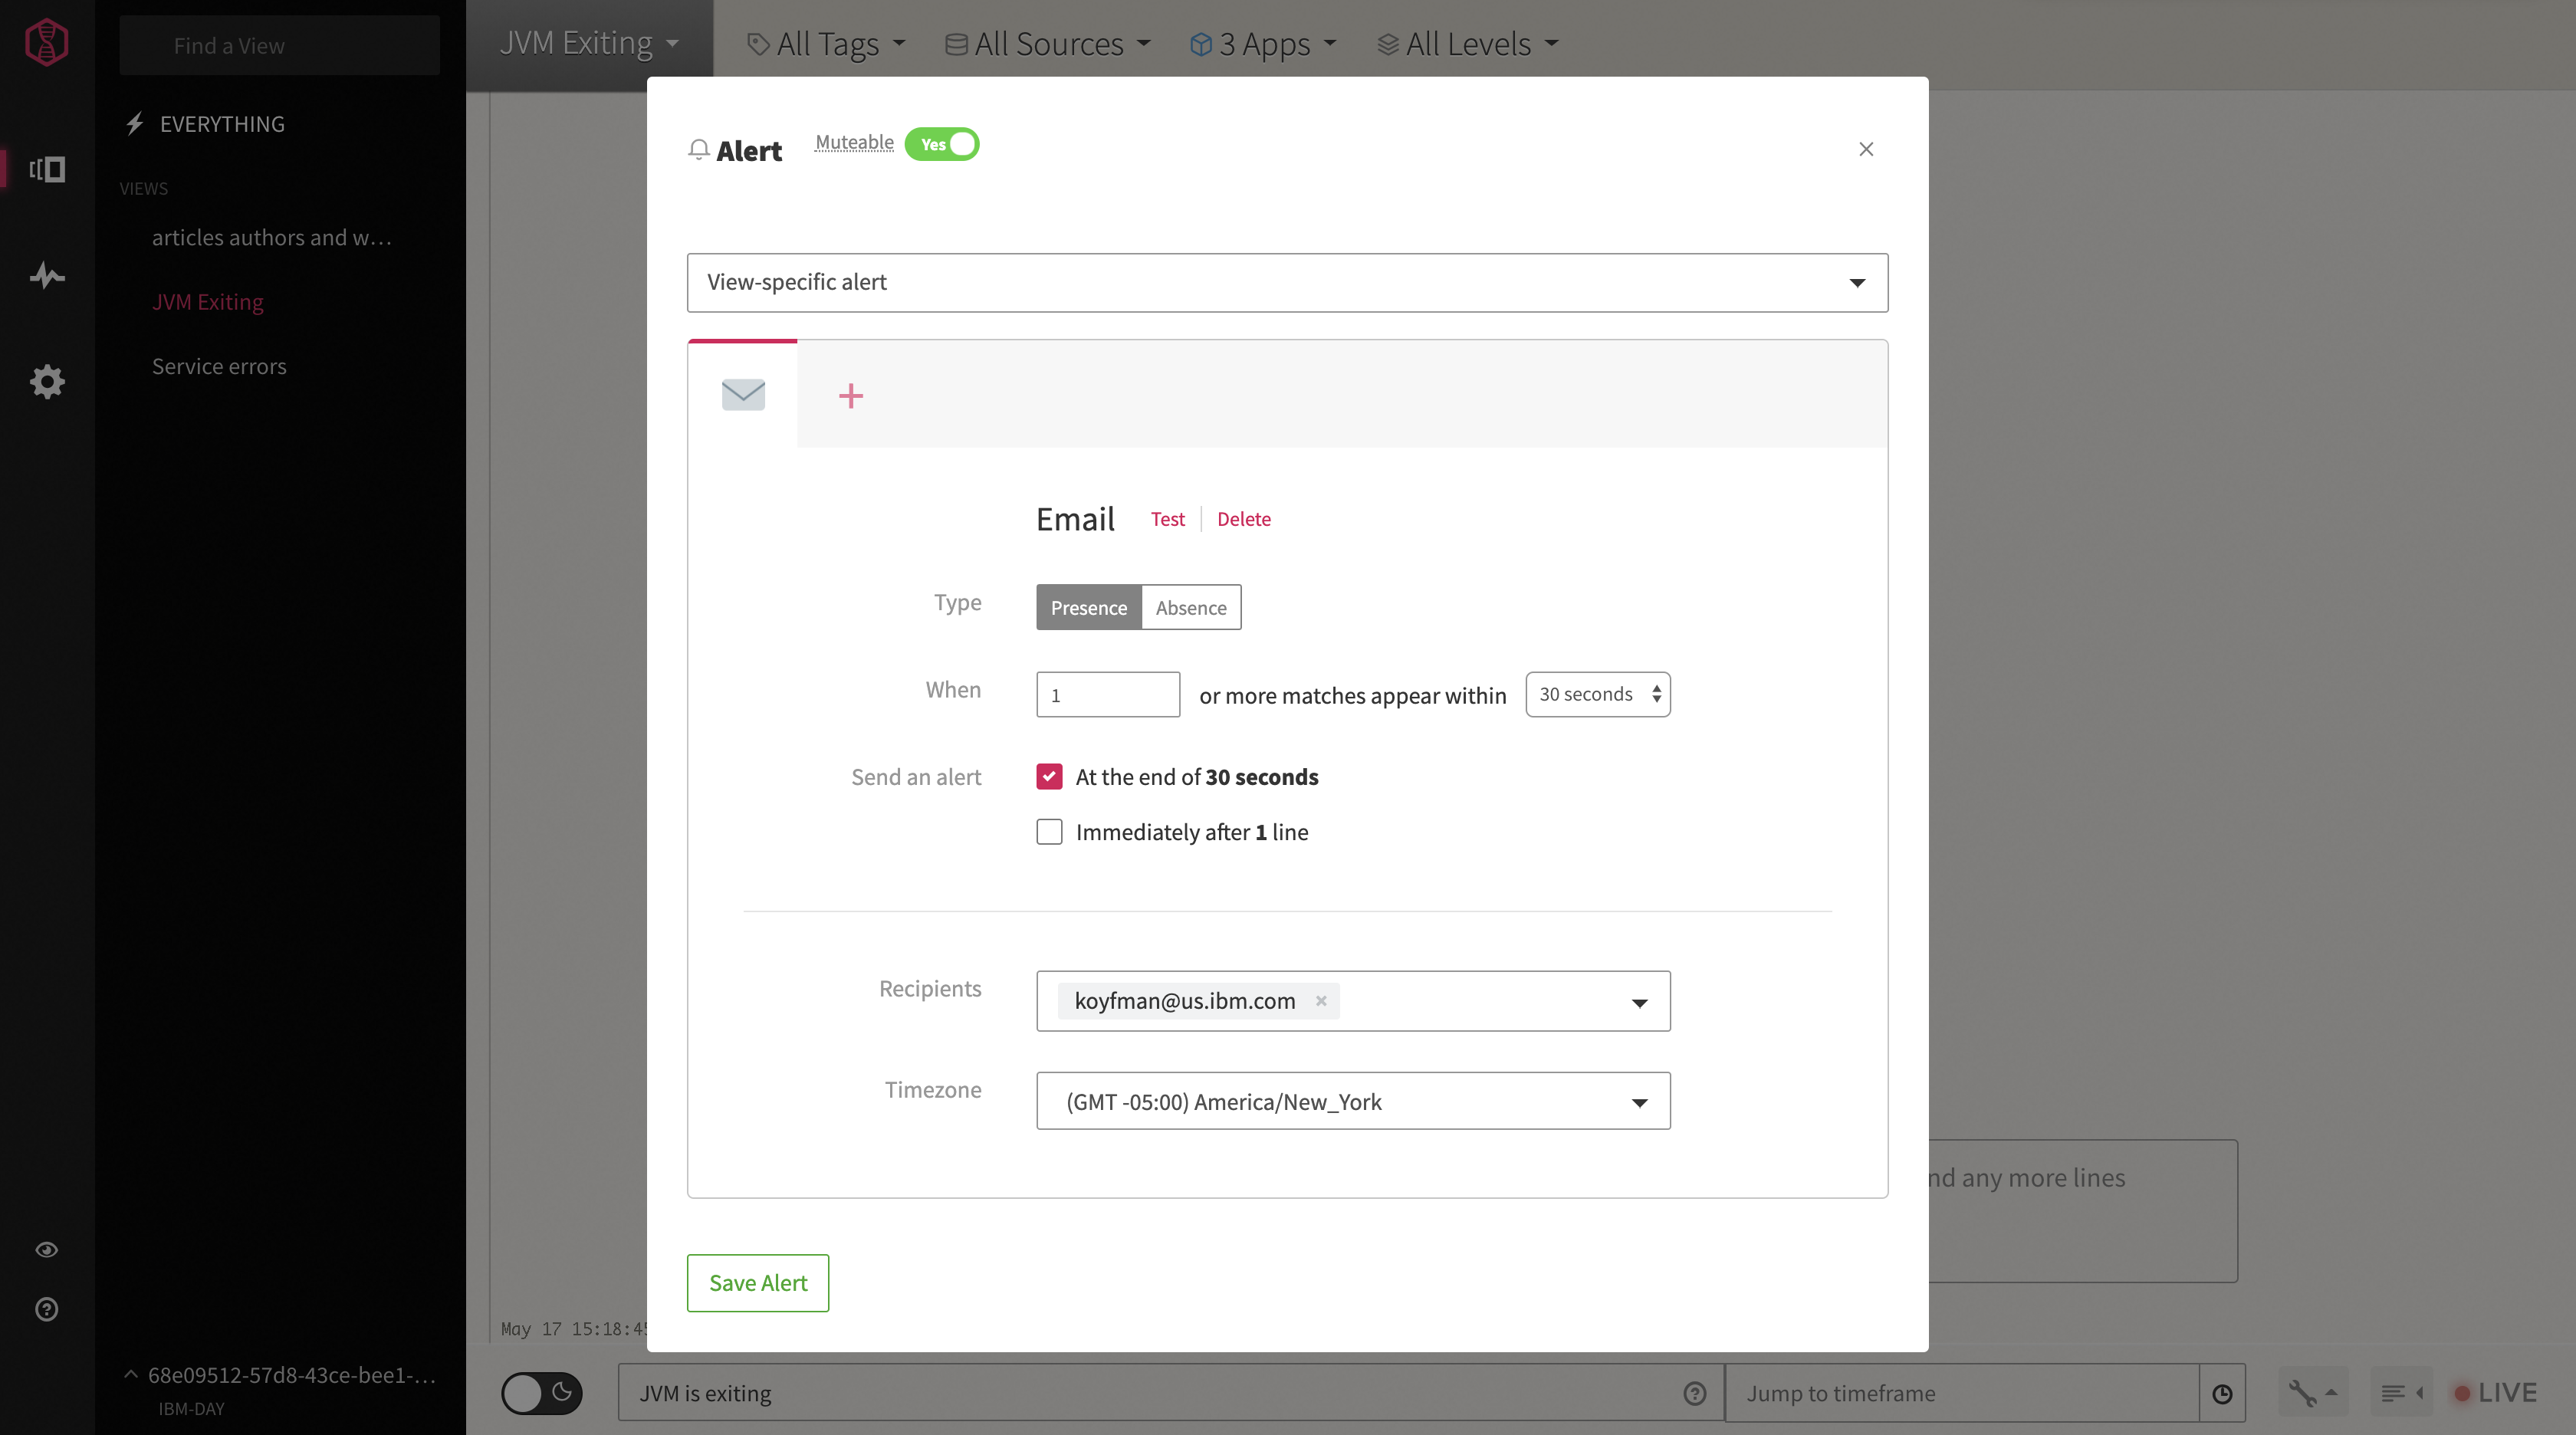 Find a View
EVERYTHING
VIEWS
articles authors and w…
JVM Exiting
Service errors
68e09512-57d8-43ce-bee1-…
IBM-DAY
JVM Exiting
All Tags
All Sources
3 Apps
All Levels
Alert
Muteable
Yes
View-specific alert
Email
Test
Delete
Type
Presence
Absence
When
1
or more matches appear within
30 seconds
Send an alert
At the end of 30 seconds
Immediately after 1 line
Recipients
koyfman@us.ibm.com
Timezone
(GMT -05:00) America/New_York
Save Alert
any more lines
May 17
JVM is exiting
Jump to timeframe
LIVE